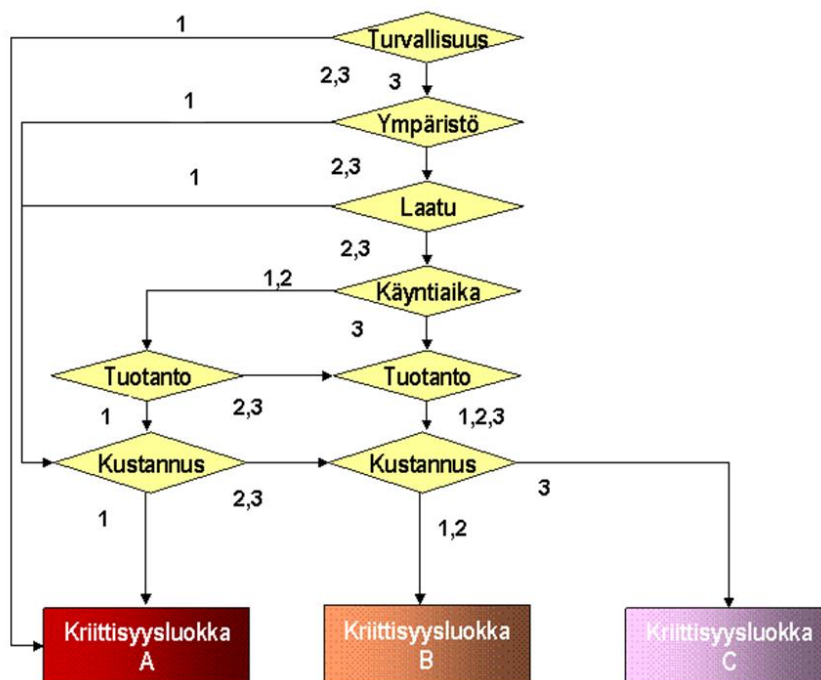 1
Turvallisuus
2,3
3
1
Ympäristö
2,3
1
Laatu
2,3
1,2
Käyntiaika
3
Tuotanto
Tuotanto
1
2,3
1,2,3
Kustannus
Kustannus
3
1
2,3
1,2
Kriittisyysluokka
A
Kriittisyysluokka
B
Kriittisyysluokka
C